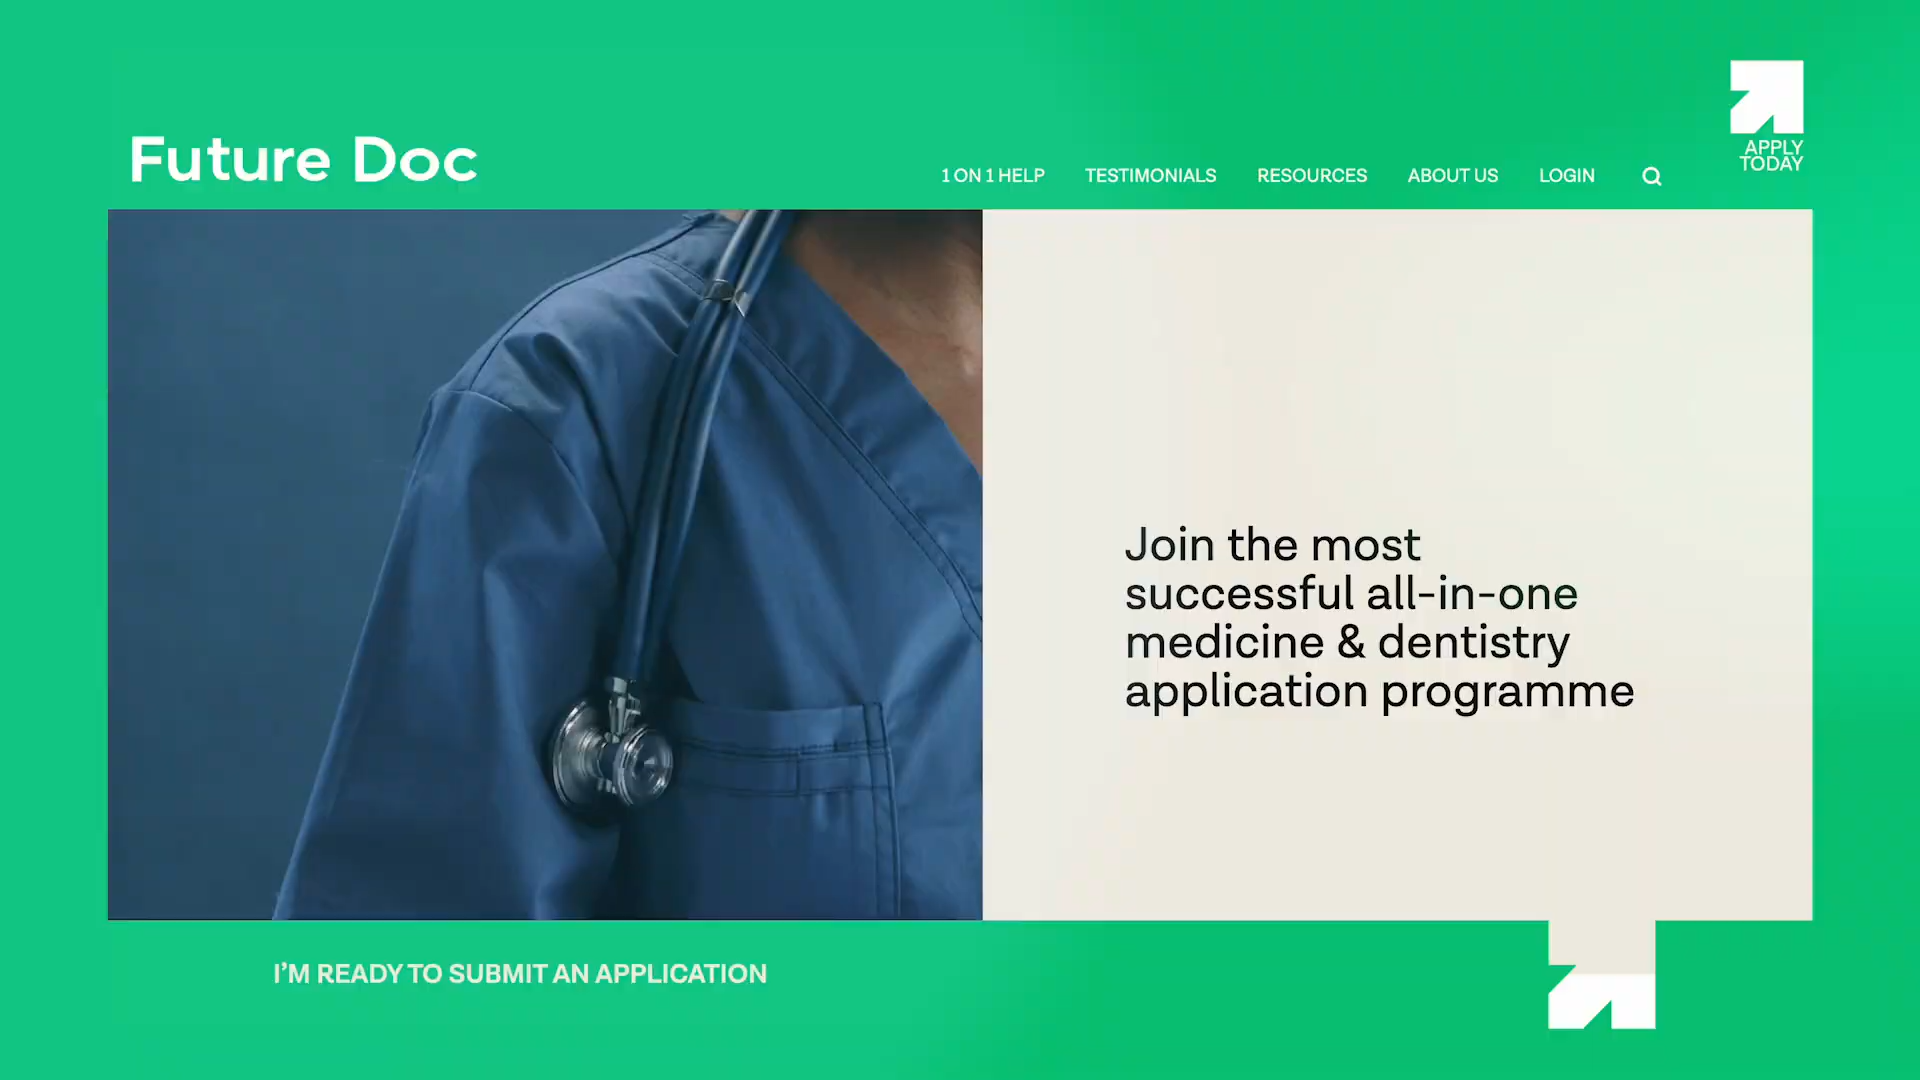 Future Doc
1 ON 1 HELP
TESTIMONIALS
RESOURCES
ABOUT US
LOGIN
APPLY
TODAY
Join the most
successful all-in-one
medicine & dentistry
application programme
I'M READY TO SUBMIT AN APPLICATION